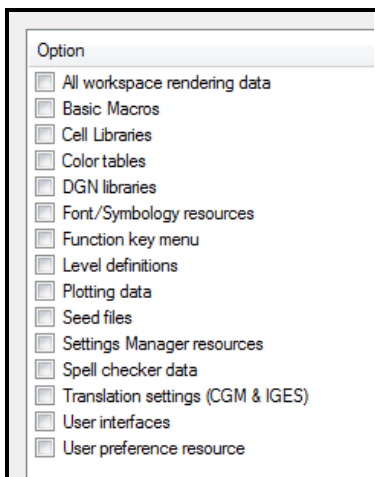 Option
All workspace rendering data
Basic Macros
Cell Libraries
Color tables
DGN libraries
Font/Symbology resources
Function key menu
Level definitions
Plotting data
Seed files
Settings Manager resources
Spell checker data
Translation settings (CGM & IGES)
User interfaces
User preference resource